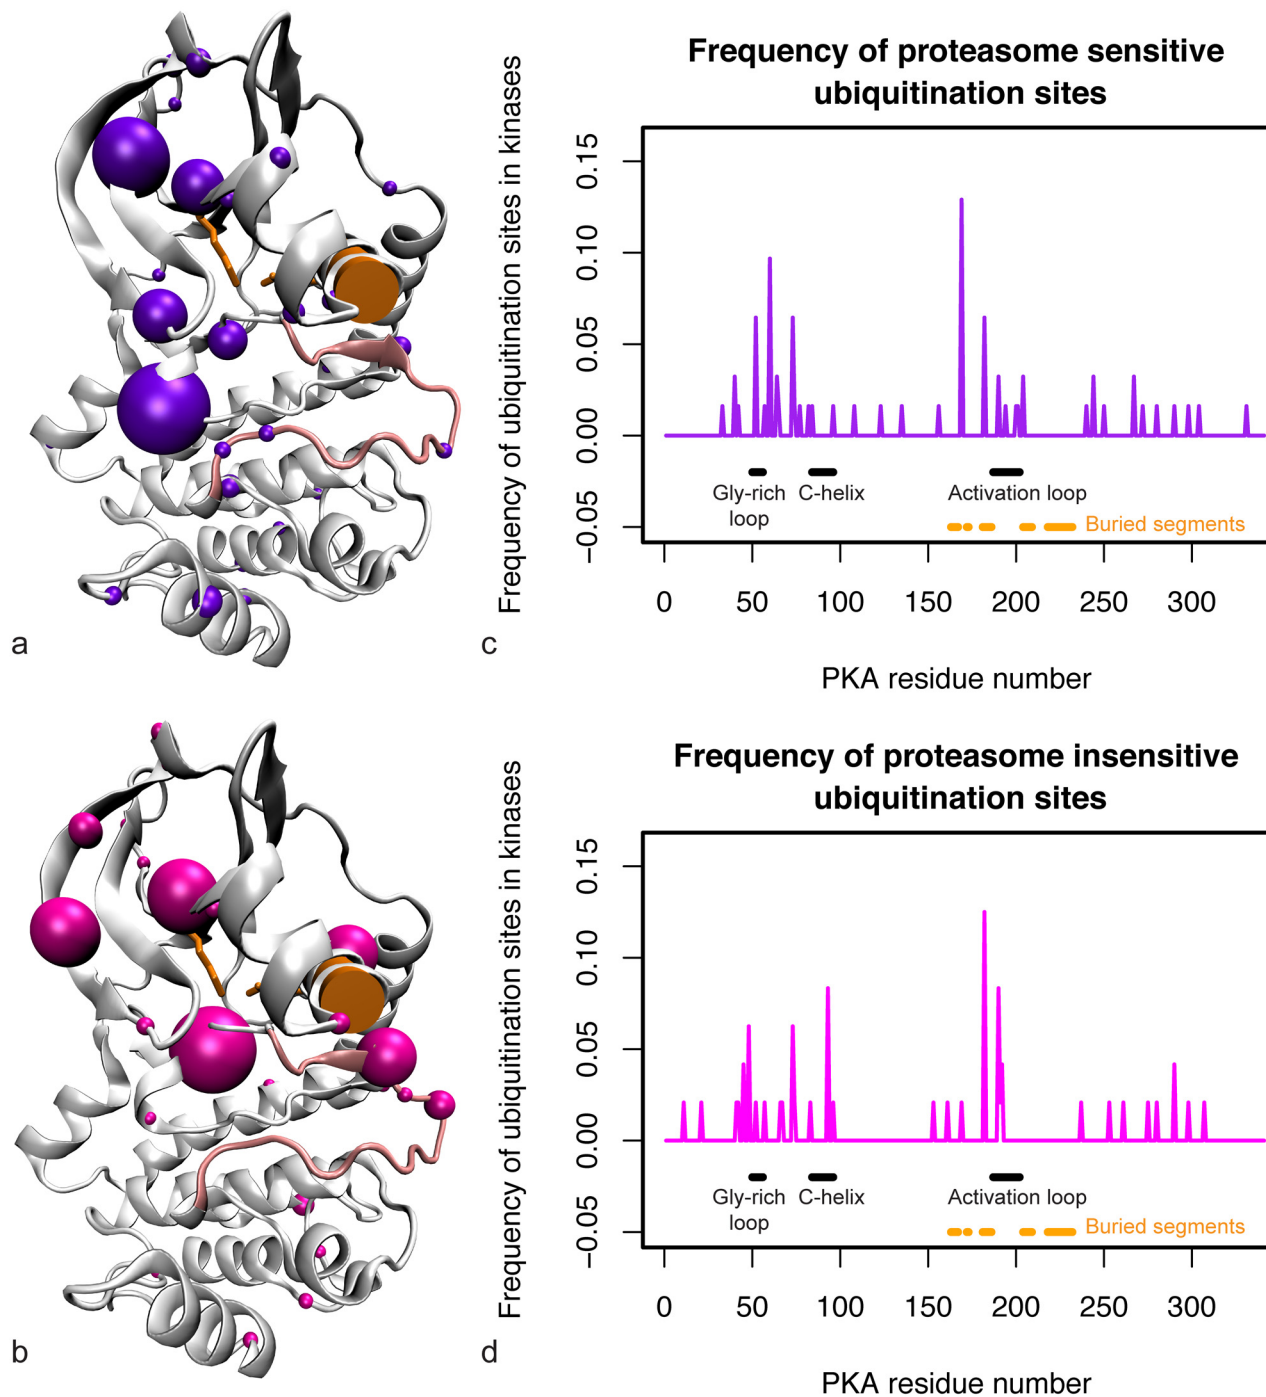 a
Frequency of proteasome sensitive
ubiquitination sites
Frequency of ubiquitination sites in kinases
0.15
0.10
0.05
0.00
−0.05
Gly-rich
loop
C-helix
Activation loop
Buried segments
0 50 100 150 200 250 300
PKA residue number
c
b
Frequency of proteasome insensitive
ubiquitination sites
Frequency of ubiquitination sites in kinases
0.15
0.10
0.05
0.00
−0.05
Gly-rich
loop
C-helix
Activation loop
Buried segments
0 50 100 150 200 250 300
PKA residue number
d